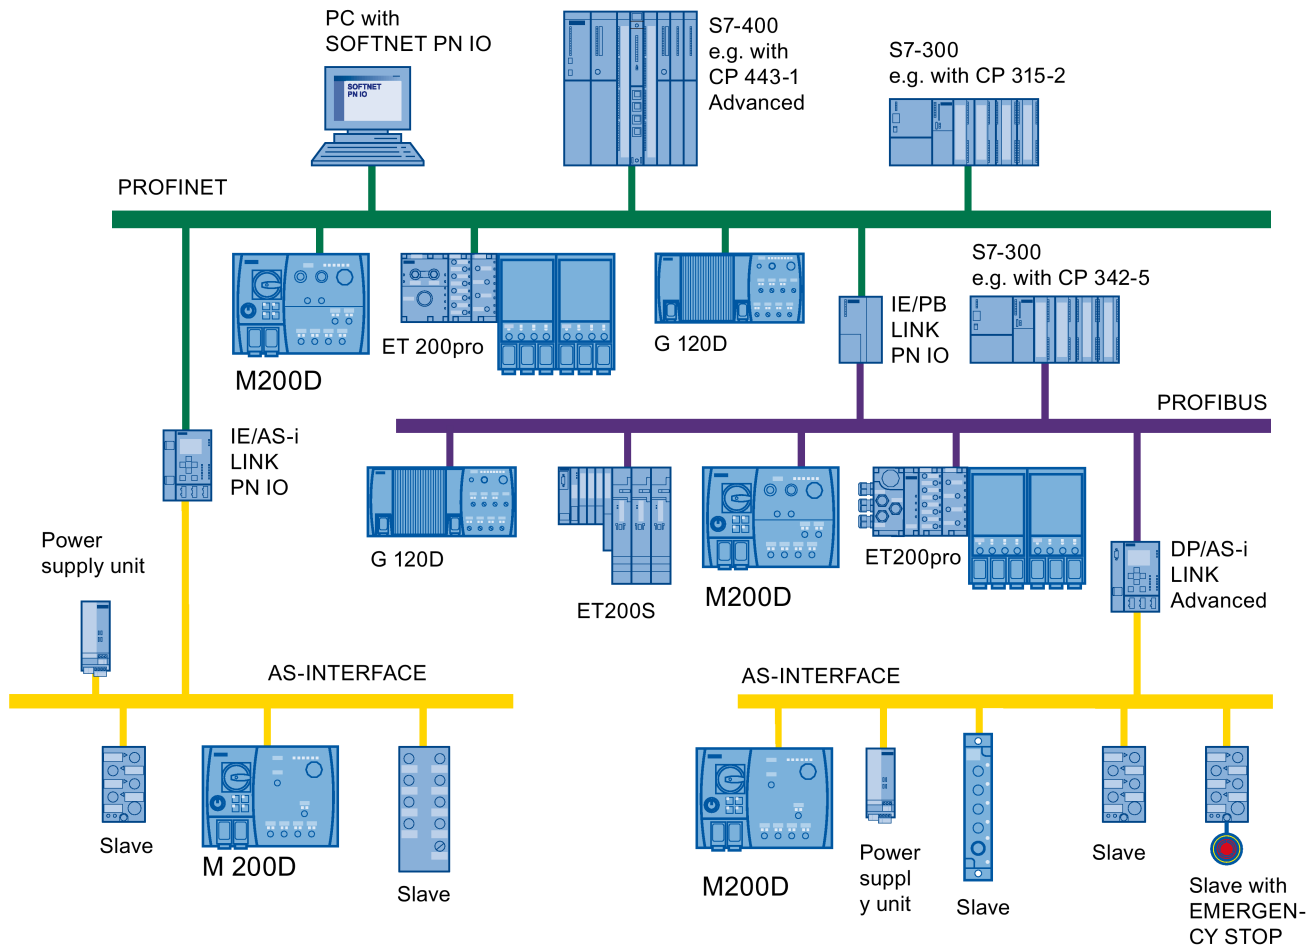 PC with
SOFTNET PN IO
SOFTNET
PN IO
S7-400
e.g. with
CP 443-1
Advanced
S7-300
e.g. with CP 315-2
PROFINET
M200D
ET 200pro
G 120D
IE/PB
LINK
PN IO
S7-300
e.g. with CP 342-5
PROFIBUS
IE/AS-i
LINK
PN IO
G 120D
ET200S
M200D
ET200pro
DP/AS-i
LINK
Advanced
Power
supply unit
AS-INTERFACE
Slave
M 200D
Slave
AS-INTERFACE
M200D
Power
suppl
y unit
Slave
Slave
Slave with
EMERGEN-
CY STOP